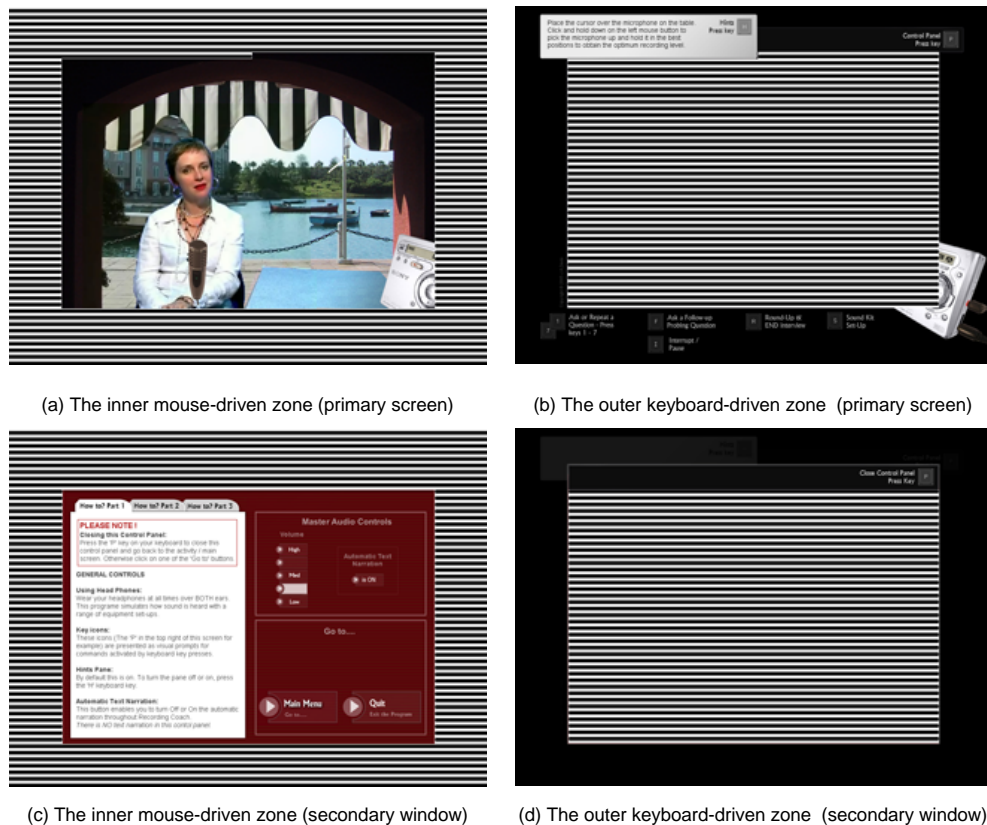 Place the cursor over the microphone on the table.
Click and hold down on the left mouse button to
pick the microphone up and hold it in the best
positions to obtain the optimum recording level.
Hints
Press key
H
Control Panel
Press key
P
SONY
Ask or Repeat a
Question - Press
keys 1 - 7
F
Ask a Follow-up
Probing Question
Round-Up &
END Interview
S
Sound Kit
Set-Up
I
Interrupt /
Pause
(a) The inner mouse-driven zone (primary screen)
(b) The outer keyboard-driven zone (primary screen)
How to? Part 1
How to? Part 2
How to? Part 3
PLEASE NOTE !
Closing this Control Panel:
Press the 'P' key on your keyboard to close this
control panel and go back to the activity / main
screen. Otherwise click on one of the 'Go to' buttons.
GENERAL CONTROLS
Using Head Phones:
Wear your headphones at all times over BOTH ears.
This programe simulates how sound is heard with a
range of equipment set-ups.
Key Icons:
These icons (The 'P' in the top right of this screen for
example) are presented as visual prompts for
commands activated by keyboard key presses.
Hints Pane:
By default this is on. To turn the pane off or on, press
the 'H' keyboard key.
Automatic Text Narration:
This button enables you to turn Off or On the automatic
narration throughout Recording Coach.
There is NO text narration in this control panel
Master Audio Controls
Volume
High
Med
Low
Automatic Text
Narration
is ON
Go to....
Main Menu
Go to....
Quit
Exit the Program
Close Control Panel
Press Key
P
(c) The inner mouse-driven zone (secondary window)
(d) The outer keyboard-driven zone (secondary window)